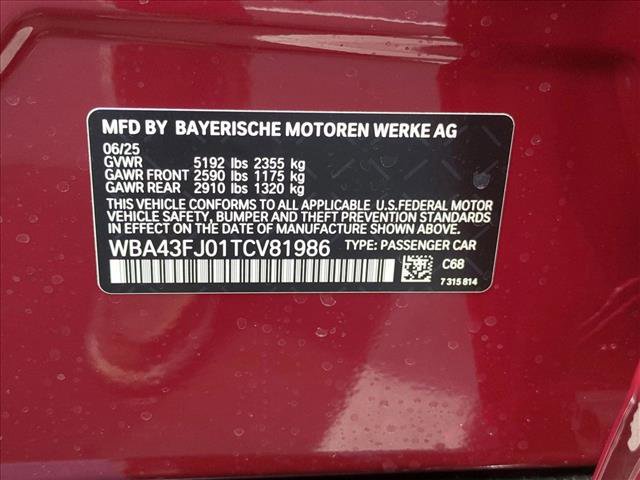 MFD BY BAYERISCHE MOTOREN WERKE AG
06/25
GVWR 5192 lbs 2355 kg
GAWR FRONT 2590 lbs 1175 kg
GAWR REAR 2910 lbs 1320 kg
THIS VEHICLE CONFORMS TO ALL APPLICABLE
U.S.FEDERAL MOTOR
VEHICLE SAFETY, BUMPER AND THEFT PREVENTION STANDARDS
IN EFFECT ON THE DATE OF MANUFACTURE SHOWN ABOVE.
WBA43FJ01TCV81986 TYPE: PASSENGER CAR
C68
7 315 814